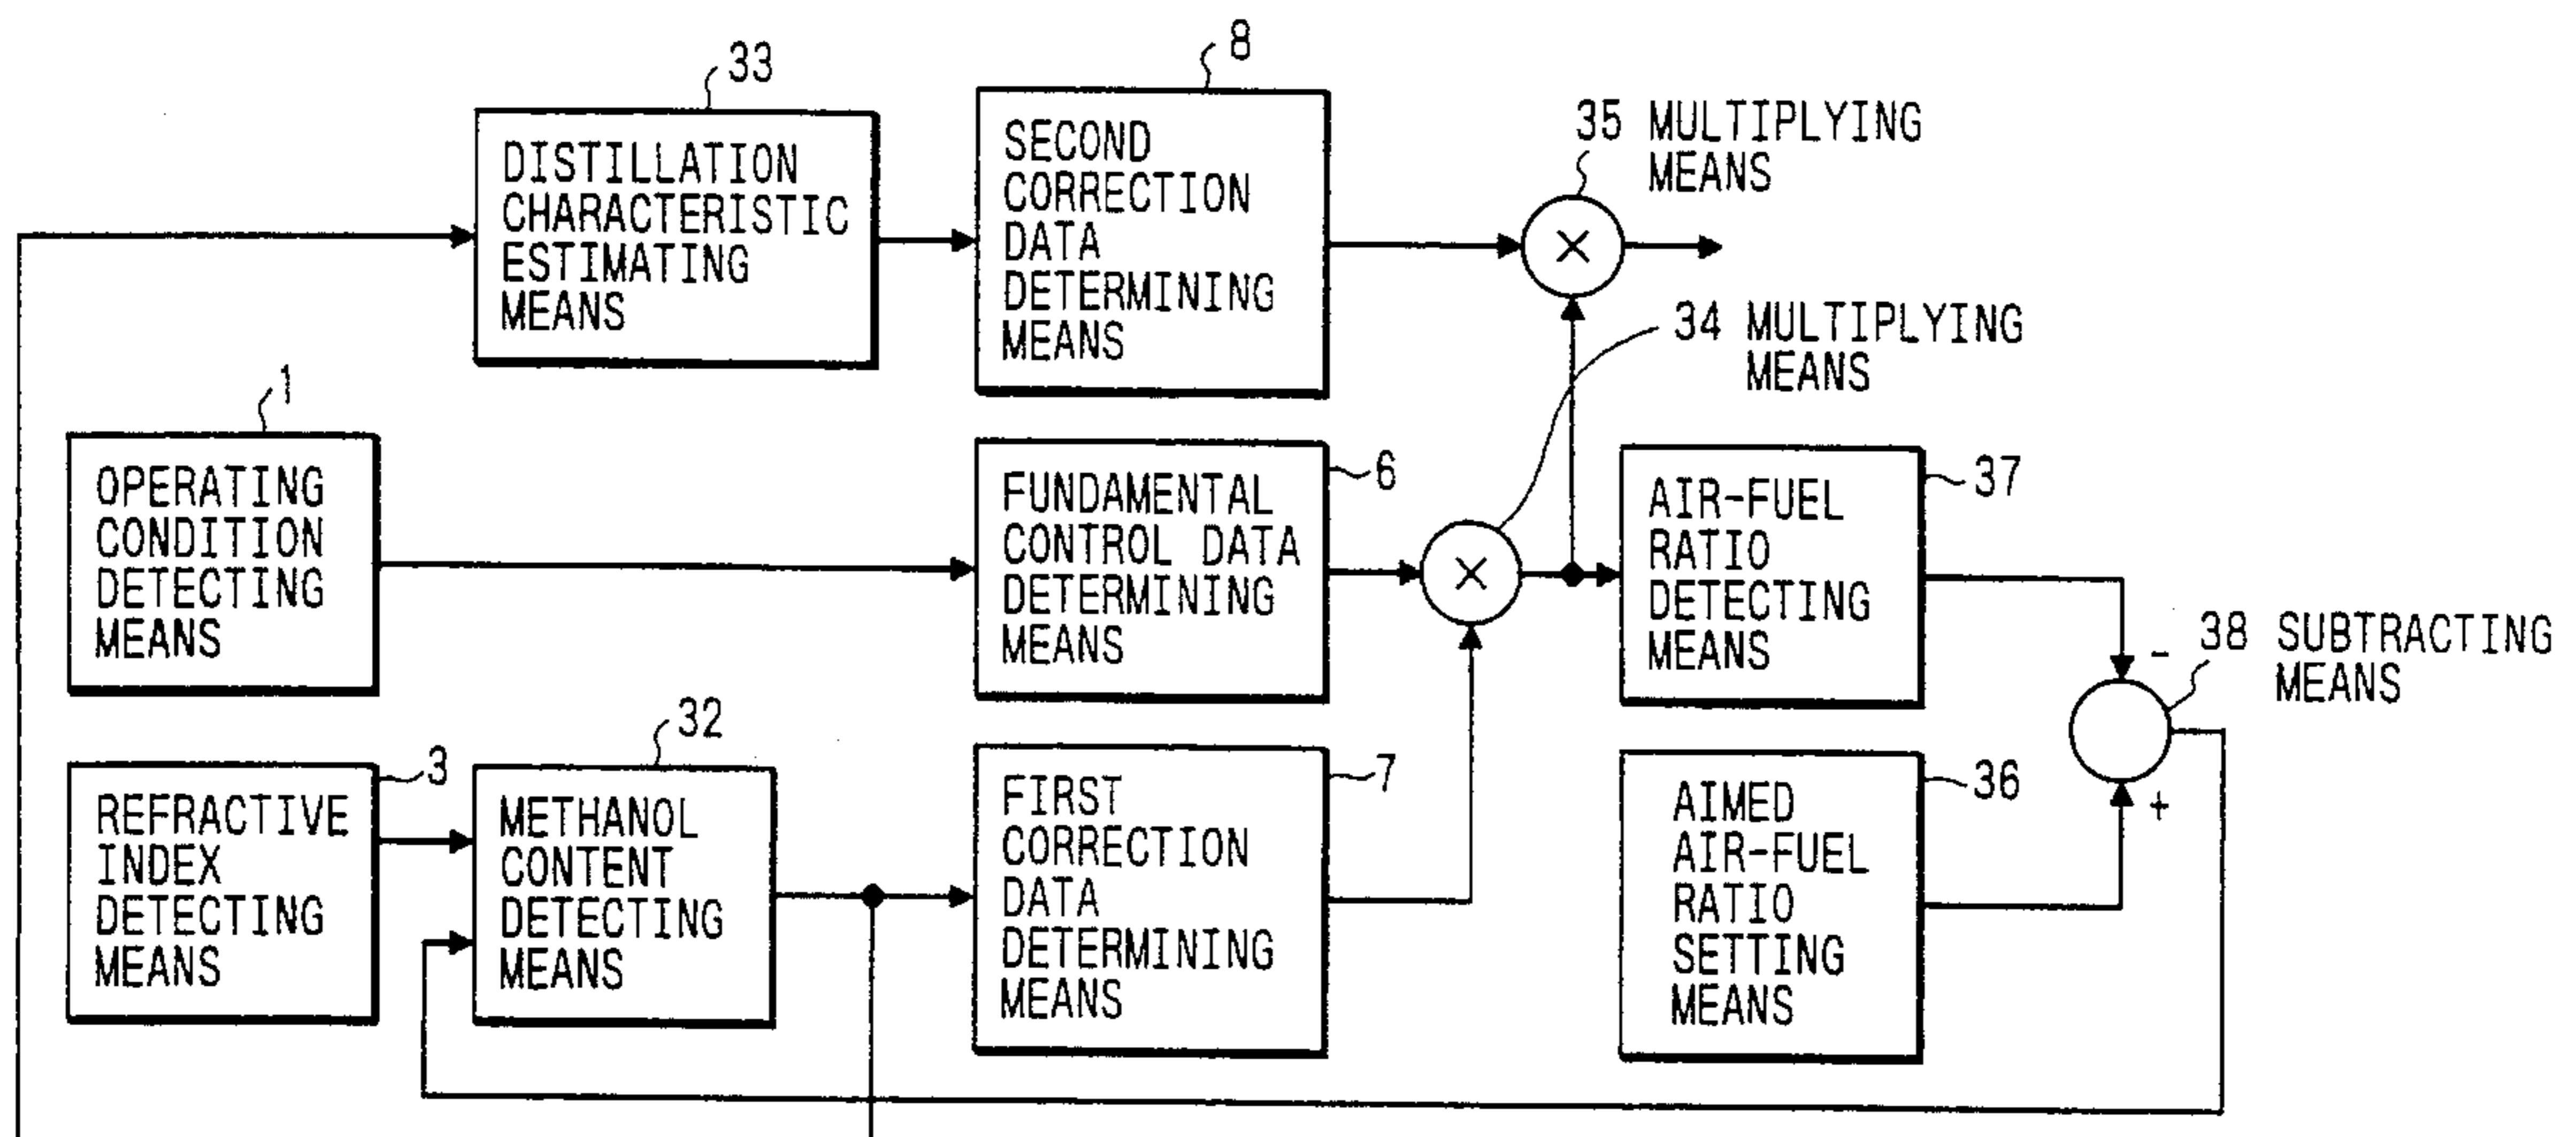 33
DISTILLATION
CHARACTERISTIC
ESTIMATING
MEANS
8
SECOND
CORRECTION
DATA
DETERMINING
MEANS
35 MULTIPLYING
MEANS
×
34 MULTIPLYING
MEANS
1
OPERATING
CONDITION
DETECTING
MEANS
6
FUNDAMENTAL
CONTROL DATA
DETERMINING
MEANS
×
37
AIR-FUEL
RATIO
DETECTING
MEANS
-
38 SUBTRACTING
MEANS
+
3
REFRACTIVE
INDEX
DETECTING
MEANS
32
METHANOL
CONTENT
DETECTING
MEANS
7
FIRST
CORRECTION
DATA
DETERMINING
MEANS
36
AIMED
AIR-FUEL
RATIO
SETTING
MEANS